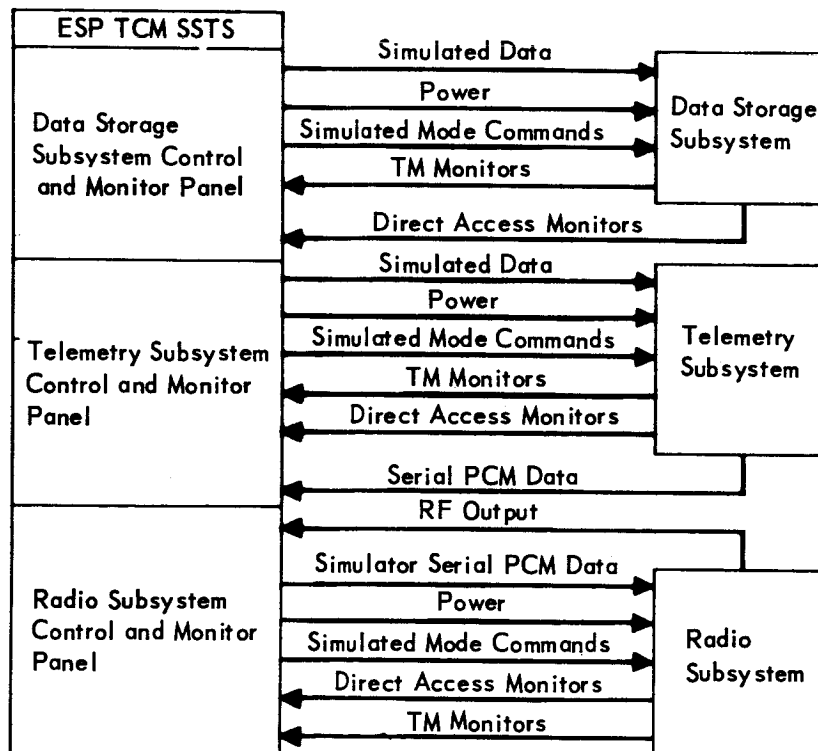 ESP TCM SSTS
Simulated Data
Power
Simulated Mode Commands
TM Monitors
Direct Access Monitors
Data Storage
Subsystem Control
and Monitor Panel
Data Storage
Subsystem
Simulated Data
Power
Simulated Mode Commands
TM Monitors
Direct Access Monitors
Serial PCM Data
Telemetry Subsystem
Control and Monitor
Panel
Telemetry
Subsystem
RF Output
Simulator Serial PCM Data
Power
Simulated Mode Commands
Direct Access Monitors
TM Monitors
Radio Subsystem
Control and Monitor
Panel
Radio
Subsystem